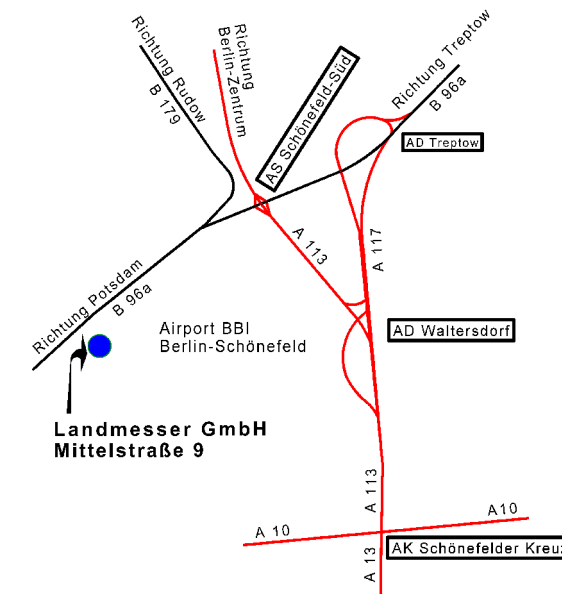 Richtung Rudow
B 179
Richtung
Berlin-Zentrum
AS Schönefeld-Süd
Richtung Treptow
B 96a
AD Treptow
A 113
A 117
Richtung Potsdam
B 96a
Airport BBI
Berlin-Schönefeld
AD Waltersdorf
Landmesser GmbH
Mittelstraße 9
A 113
A 10
A10
A 13
AK Schönefelder Kreuz